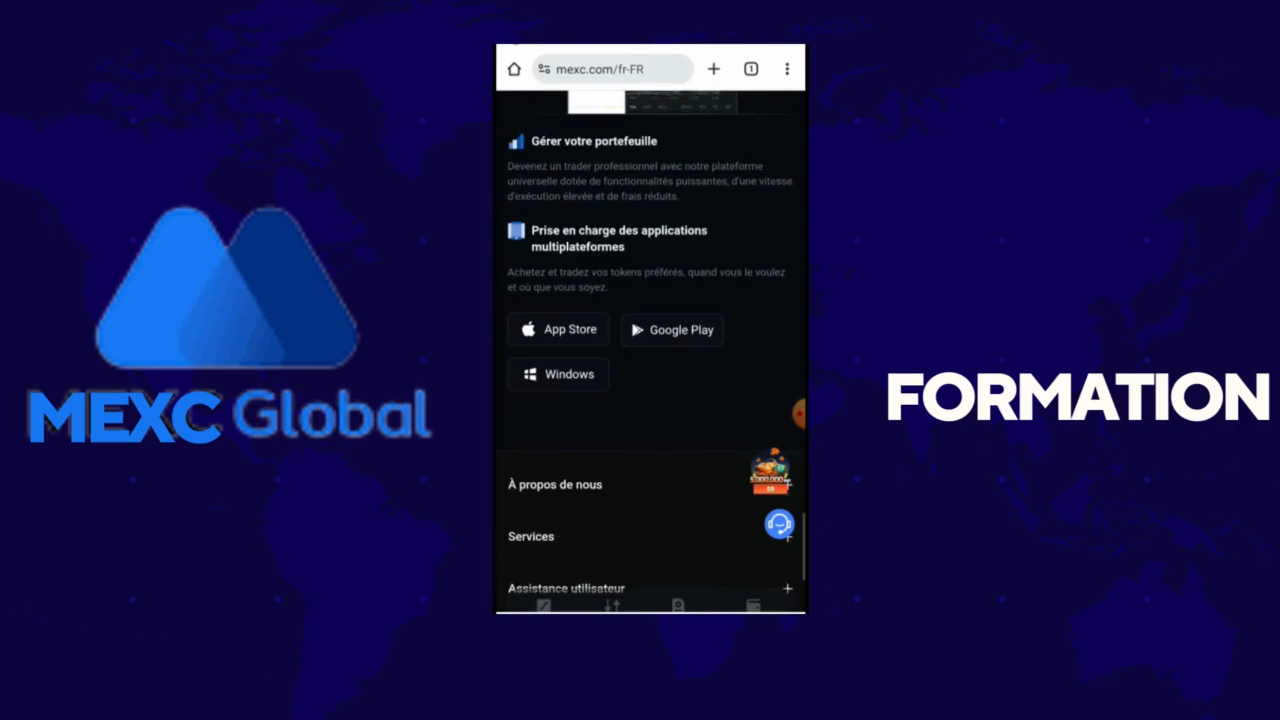 mexc.com/fr-FR
1
Gérer votre portefeuille
Devenez un trader professionnel avec notre plateforme
universelle dotée de fonctionnalités puissantes, d'une vitesse
d'exécution élevée et de frais réduits.
Prise en charge des applications
multiplateformes
Achetez et tradez vos tokens préférés, quand vous le voulez
et où que vous soyez.
App Store
Google Play
Windows
MEXC Global
FORMATION
À propos de nous
Services
Assistance utilisateur